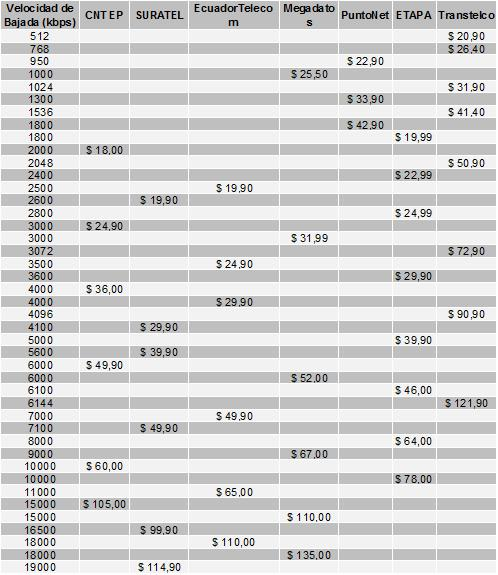 Velocidad de Bajada (kbps) CNT EP SURATEL EcuadorTelecom Megadatos PuntoNet ETAPA Transtelco
512 $ 20,90
768 $ 26,40
950 $ 22,90
1000 $ 25,50
1024 $ 31,90
1300 $ 33,90
1536 $ 41,40
1800 $ 42,90
1800 $ 19,99
2000 $ 18,00
2048 $ 50,90
2400 $ 22,99
2500 $ 19,90
2600 $ 19,90
2800 $ 24,99
3000 $ 24,90
3000 $ 31,99
3072 $ 72,90
3500 $ 24,90
3600 $ 29,90
4000 $ 36,00
4000 $ 29,90
4096 $ 90,90
4100 $ 29,90
5000 $ 39,90
5600 $ 39,90
6000 $ 49,90
6000 $ 52,00
6100 $ 46,00
6144 $ 121,90
7000 $ 49,90
7100 $ 49,90
8000 $ 64,00
9000 $ 67,00
10000 $ 60,00
10000 $ 78,00
11000 $ 65,00
15000 $ 105,00
15000 $ 110,00
16500 $ 99,90
18000 $ 110,00
18000 $ 135,00
19000 $ 114,90